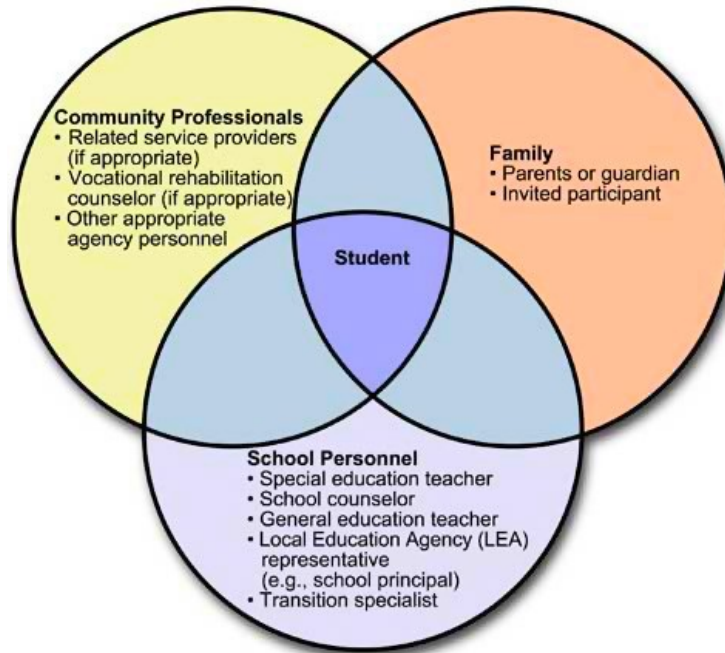 Community Professionals
• Related service providers
(if appropriate)
• Vocational rehabilitation
counselor (if appropriate)
• Other appropriate
agency personnel
Family
• Parents or guardian
• Invited participant
Student
School Personnel
• Special education teacher
• School counselor
• General education teacher
• Local Education Agency (LEA)
representative
(e.g., school principal)
• Transition specialist